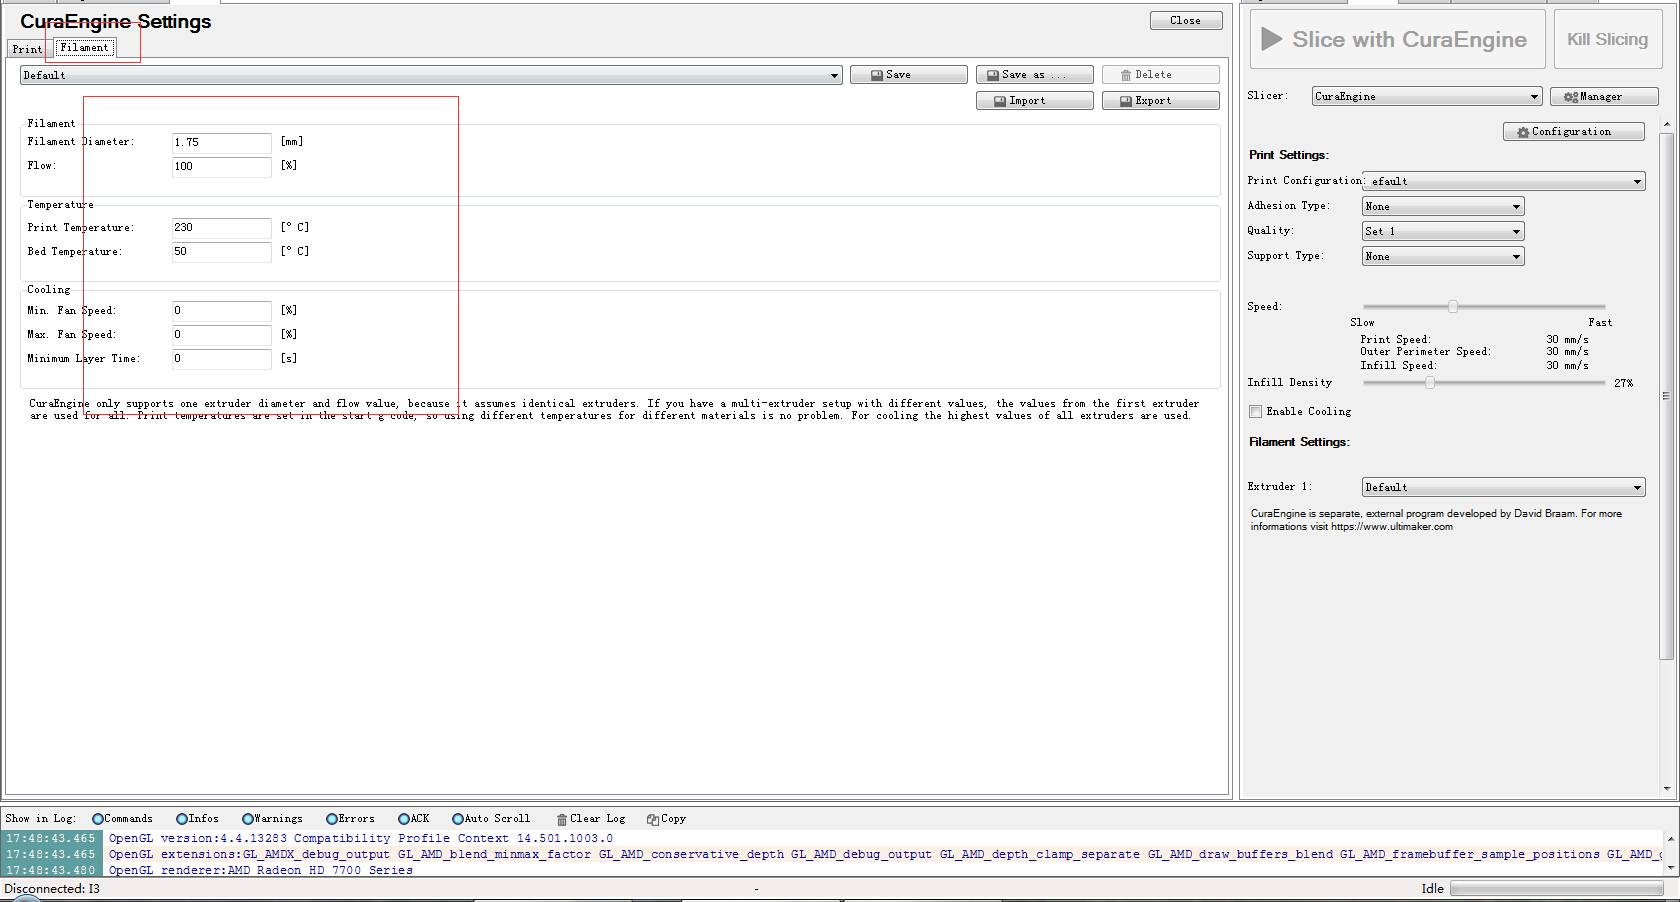 CuraEngine Settings
Close
Print
Filament
Default
Save
Save as ...
Delete
Import
Export
Filament
Filament Diameter: 1.75 [mm]
Flow: 100 [%]
Temperature
Print Temperature: 230 [° C]
Bed Temperature: 50 [° C]
Cooling
Min. Fan Speed: 0 [%]
Max. Fan Speed: 0 [%]
Minimum Layer Time: 0 [s]
CuraEngine only supports one extruder diameter and flow value, because it assumes identical extruders. If you have a multi-extruder setup with different values, the values from the first extruder
are used for all. Print temperatures are set in the start g code, so using different temperatures for different materials is no problem. For cooling the highest values of all extruders are used.
Slice with CuraEngine
Kill Slicing
Slicer: CuraEngine
Manager
Configuration
Print Settings:
Print Configuration: efault
Adhesion Type: None
Quality: Set 1
Support Type: None
Speed:
Slow Fast
Print Speed: 30 mm/s
Outer Perimeter Speed: 30 mm/s
Infill Speed: 30 mm/s
Infill Density 27%
Enable Cooling
Filament Settings:
Extruder 1: Default
CuraEngine is separate, external program developed by David Braam. For more
informations visit https://www.ultimaker.com
Show in Log: Commands Infos Warnings Errors ACK Auto Scroll Clear Log Copy
17:48:43.465 OpenGL version:4.4.13283 Compatibility Profile Context 14.501.1003.0
17:48:43.465 OpenGL extensions:GL_AMDX_debug_output GL_AMD_blend_minmax_factor GL_AMD_conservative_depth GL_AMD_debug_output GL_AMD_depth_clamp_separate GL_AMD_draw_buffers_blend GL_AMD_framebuffer_sample_positions GL_AMD_
17:48:43.480 OpenGL renderer:AMD Radeon HD 7700 Series
Disconnected: I3 - Idle